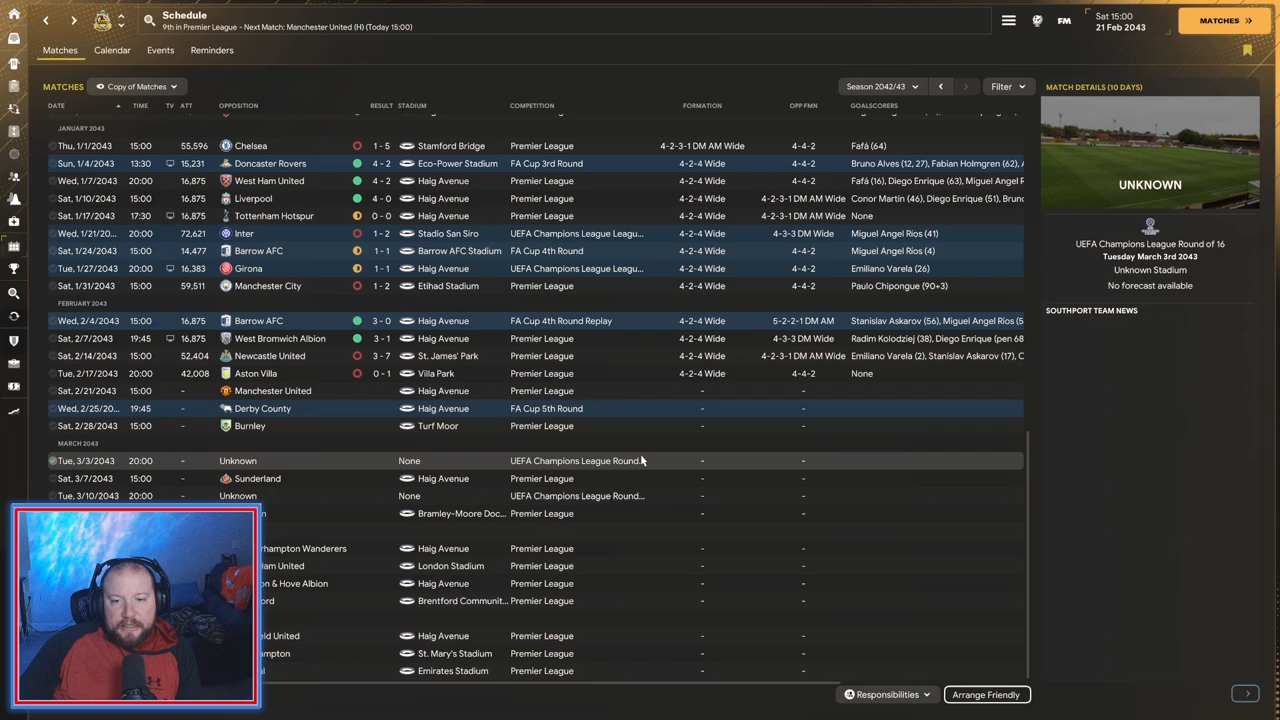 Schedule
9th in Premier League - Next Match: Manchester United (H) (Today 15:00)
FM
Sat 15:00
21 Feb 2043
MATCHES
Matches Calendar Events Reminders
MATCHES Copy of Matches Season 2042/43 Filter
DATE TIME TV ATT OPPOSITION RESULT STADIUM COMPETITION FORMATION OPP FMN GOALSCORERS
JANUARY 2043
Thu, 1/1/2043 15:00 55,596 Chelsea 1 - 5 Stamford Bridge Premier League 4-2-3-1 DM AM Wide 4-4-2 Fafá (64)
Sun, 1/4/2043 13:30 15,231 Doncaster Rovers 4 - 2 Eco-Power Stadium FA Cup 3rd Round 4-2-4 Wide 4-4-2 Bruno Alves (12, 27), Fabian Holmgren (62),
Wed, 1/7/2043 20:00 16,875 West Ham United 4 - 2 Haig Avenue Premier League 4-2-4 Wide 4-4-2 Fafá (16), Diego Enrique (63), Miguel Angel R
Sat, 1/10/2043 15:00 16,875 Liverpool 4 - 0 Haig Avenue Premier League 4-2-4 Wide 4-2-3-1 DM AM Wide Conor Martin (46), Diego Enrique (51), Brun
Sat, 1/17/2043 17:30 16,875 Tottenham Hotspur 0 - 0 Haig Avenue Premier League 4-2-4 Wide 4-2-3-1 DM AM Wide None
Wed, 1/21/20... 20:00 72,621 Inter 1 - 2 Stadio San Siro UEFA Champions League Leagu... 4-2-4 Wide 4-3-3 DM Wide Miguel Angel Ríos (41)
Sat, 1/24/2043 15:00 14,477 Barrow AFC 1 - 1 Barrow AFC Stadium FA Cup 4th Round 4-2-4 Wide 4-4-2 Miguel Angel Ríos (4)
Tue, 1/27/2043 20:00 16,383 Girona 1 - 1 Haig Avenue UEFA Champions League Leagu... 4-2-4 Wide 4-4-2 Emiliano Varela (26)
Sat, 1/31/2043 15:00 59,511 Manchester City 1 - 2 Etihad Stadium Premier League 4-2-4 Wide 4-4-2 Paulo Chipongue (90+3)
FEBRUARY 2043
Wed, 2/4/2043 15:00 16,875 Barrow AFC 3 - 0 Haig Avenue FA Cup 4th Round Replay 4-2-4 Wide 5-2-2-1 DM AM Stanislav Askarov (56), Miguel Angel Ríos (5
Sat, 2/7/2043 19:45 16,875 West Bromwich Albion 3 - 1 Haig Avenue Premier League 4-2-4 Wide 4-3-3 DM Wide Radim Kolodziej (38), Diego Enrique (pen 68
Sat, 2/14/2043 15:00 52,404 Newcastle United 3 - 7 St. James' Park Premier League 4-2-4 Wide 4-2-3-1 DM AM Wide Emiliano Varela (2), Stanislav Askarov (17), C
Tue, 2/17/2043 20:00 42,008 Aston Villa 0 - 1 Villa Park Premier League 4-2-4 Wide 4-4-2 None
Sat, 2/21/2043 15:00 - Manchester United Haig Avenue Premier League - -
Wed, 2/25/20... 19:45 - Derby County Haig Avenue FA Cup 5th Round - -
Sat, 2/28/2043 15:00 - Burnley Turf Moor Premier League - -
MARCH 2043
Tue, 3/3/2043 20:00 - Unknown None UEFA Champions League Round... - -
Sat, 3/7/2043 15:00 - Sunderland Haig Avenue Premier League - -
Tue, 3/10/2043 20:00 - Unknown None UEFA Champions League Round... - -
n Bramley-Moore Doc... Premier League - -
rhampton Wanderers Haig Avenue Premier League - -
am United London Stadium Premier League - -
on & Hove Albion Haig Avenue Premier League - -
ord Brentford Communit... Premier League - -
eld United Haig Avenue Premier League - -
ampton St. Mary's Stadium Premier League - -
al Emirates Stadium Premier League - -
Responsibilities Arrange Friendly
MATCH DETAILS (10 DAYS)
UNKNOWN
UEFA Champions League Round of 16
Tuesday March 3rd 2043
Unknown Stadium
No forecast available
SOUTHPORT TEAM NEWS